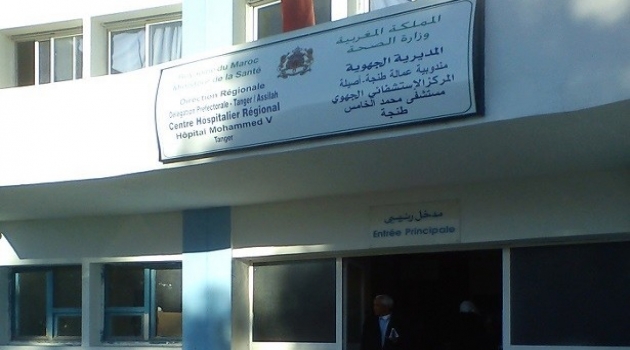 المملكة المغربية
وزارة الصحة
المديرية الجهوية
مندوبية عمالة طنجة-أصيلة
المركز الإستشفائي الجهوي
مستشفى محمد الخامس
طنجة
Royaume du Maroc
Ministère de la Santé
Direction Régionale
Délégation Préfectorale - Tanger / Assilah
Centre Hospitalier Régional
Hôpital Mohammed V
Tanger
مدخل رئيسي
Entrée Principale